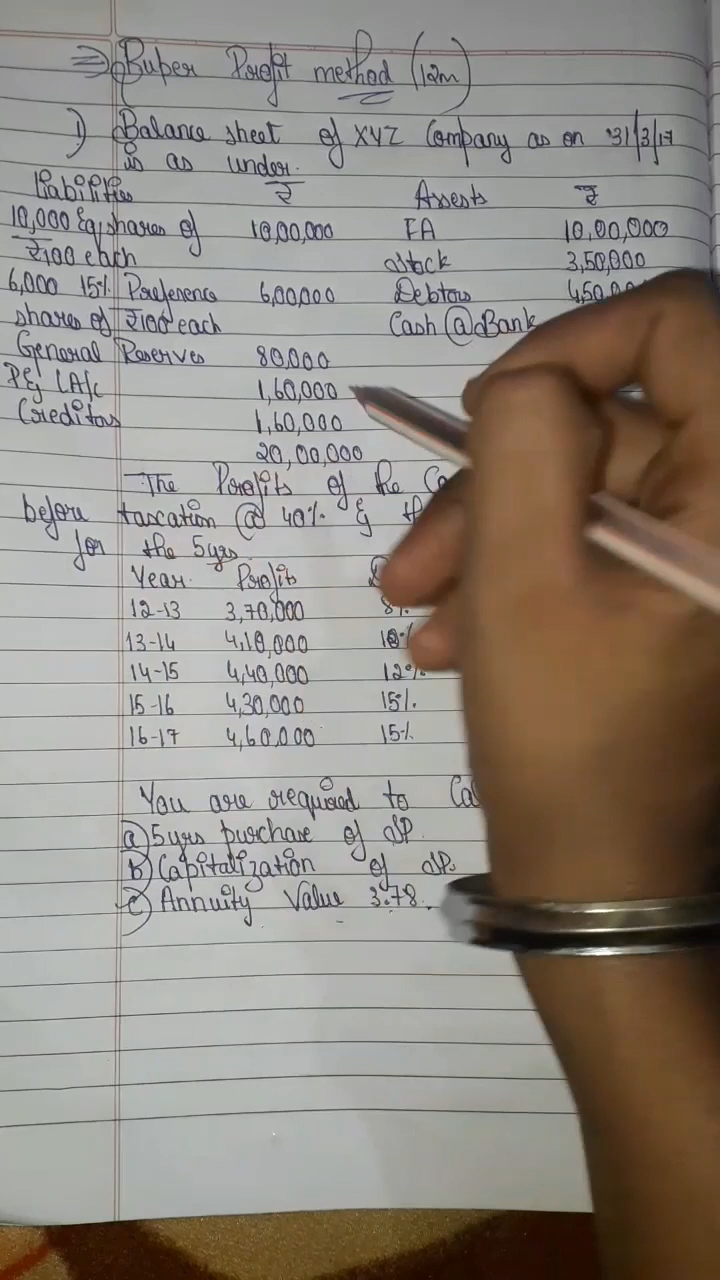 => Super Profit method (12m)
1) Balance sheet of XYZ Company as on 31/3/17
is as under.
Liabilities ₹ Assests ₹
10,000 Eq shares of 10,00,000 FA 10,00,000
₹100 each Stock 3,50,000
6,000 15% Preference 6,00,000 Debtors
shares of ₹100 each Cash @ Bank
General Reserves 80,000
P&L A/c 1,60,000
Creditors 1,60,000
20,00,000
The Profits of the
before taxcation @ 40% &
for the 5yrs.
Year. Profits
12-13 3,70,000 8%
13-14 4,10,000
14-15 4,40,000 12%
15-16 4,30,000 15%.
16-17 4,60,000 15%.
You are required to
a) 5yrs purchase of SP.
b) Capitalization of SP.
c) Annuity Value 3.78.